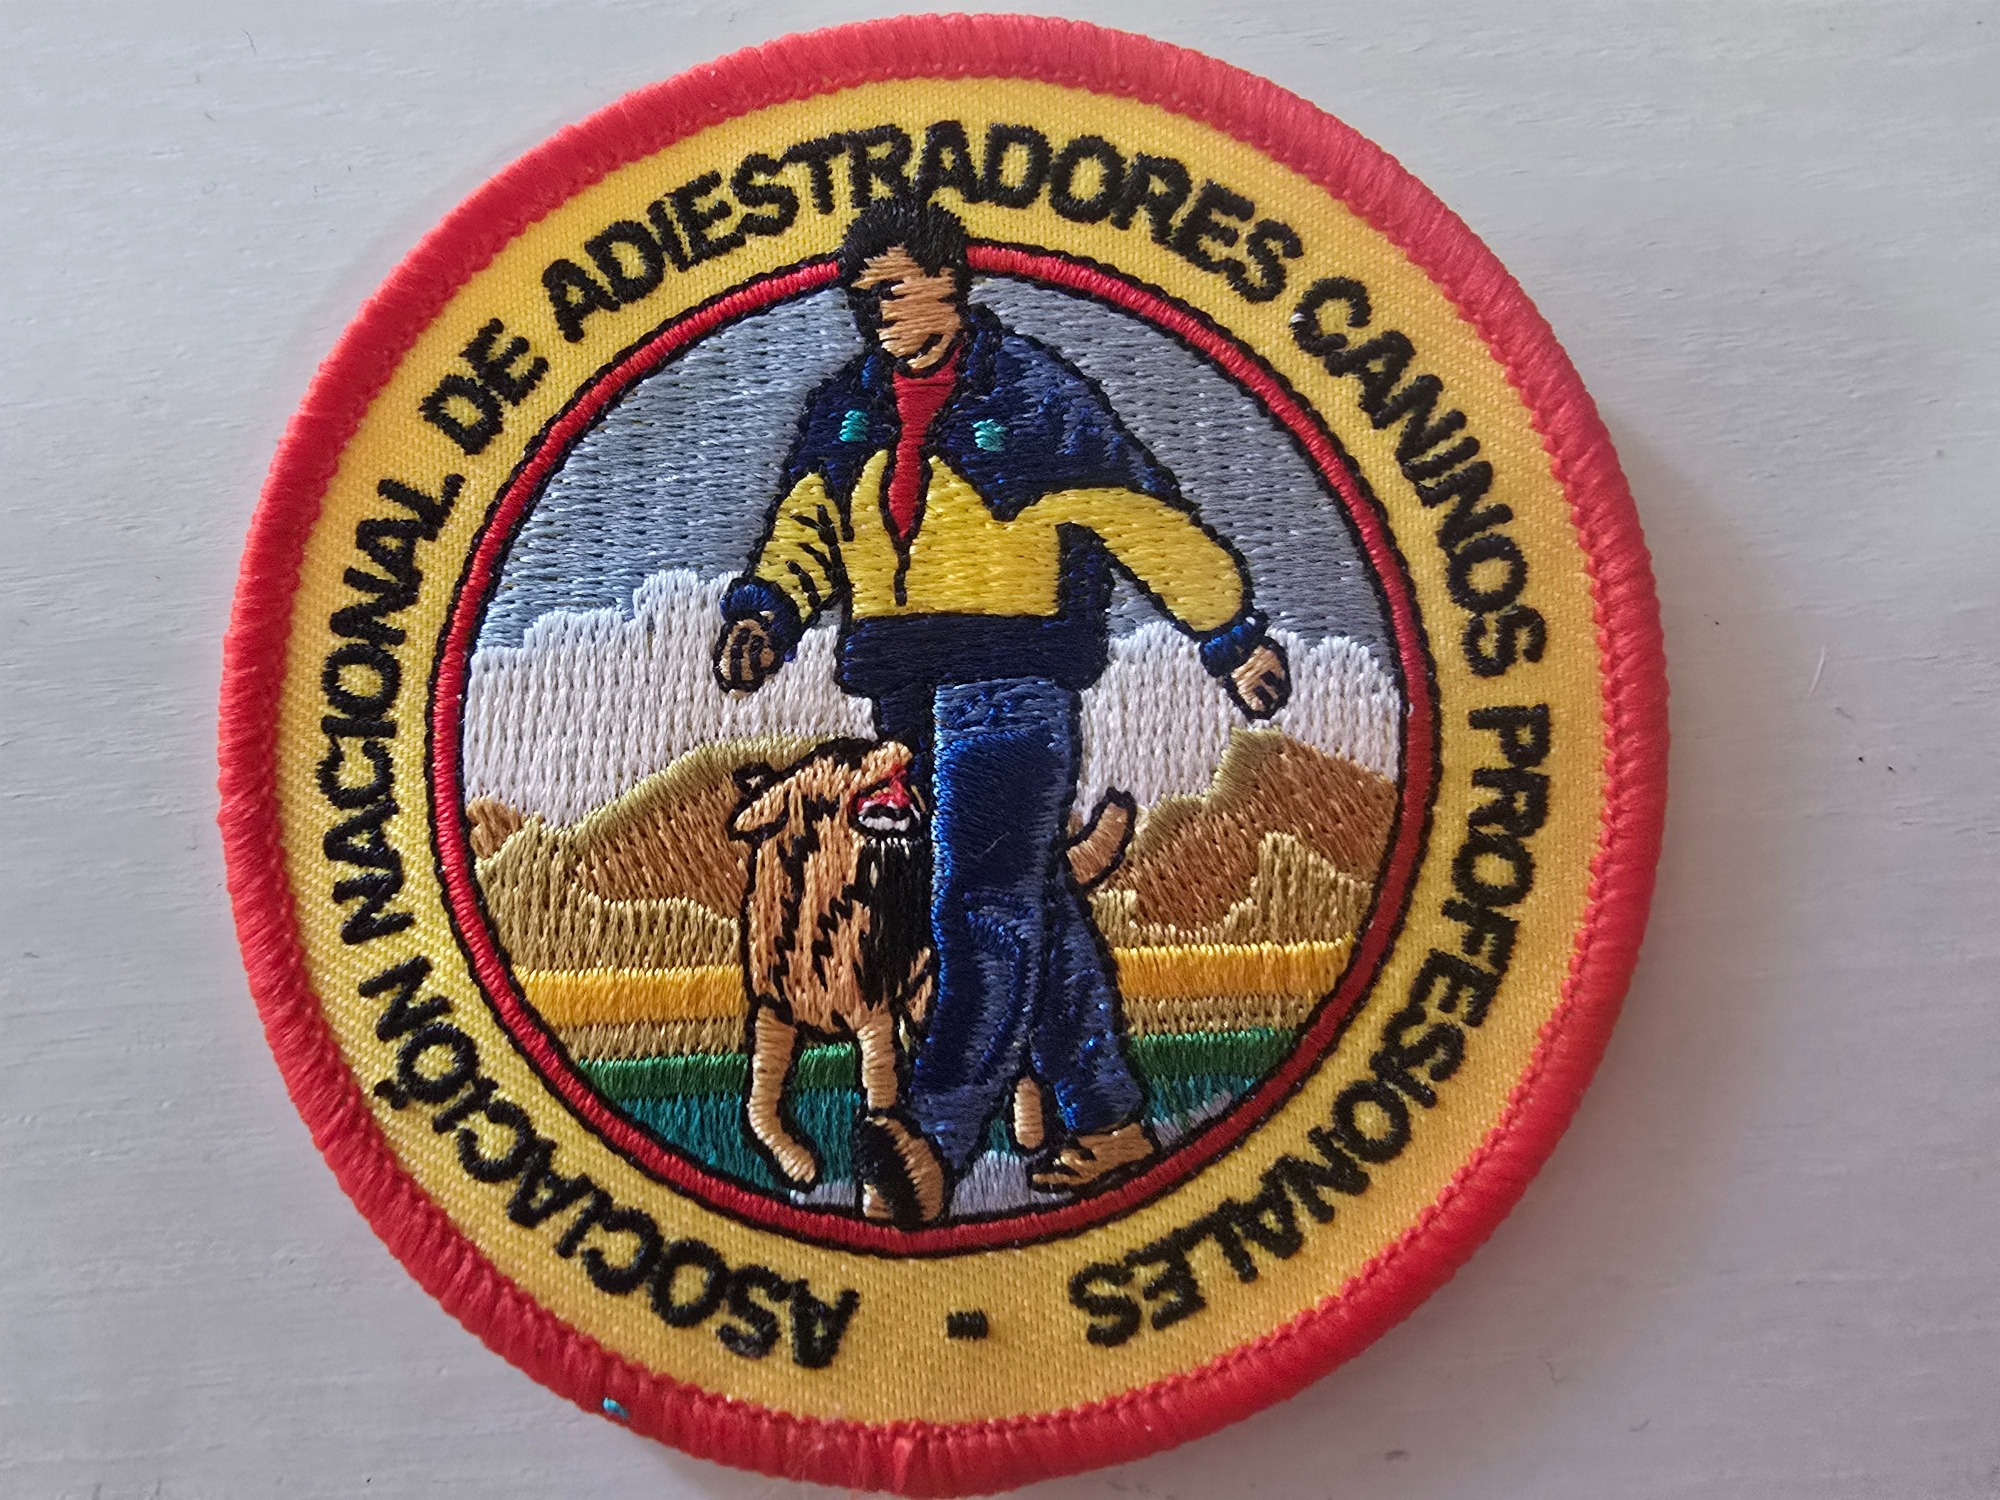 ASOCIACIÓN NACIONAL DE ADIESTRADORES CANINOS PROFESIONALES -